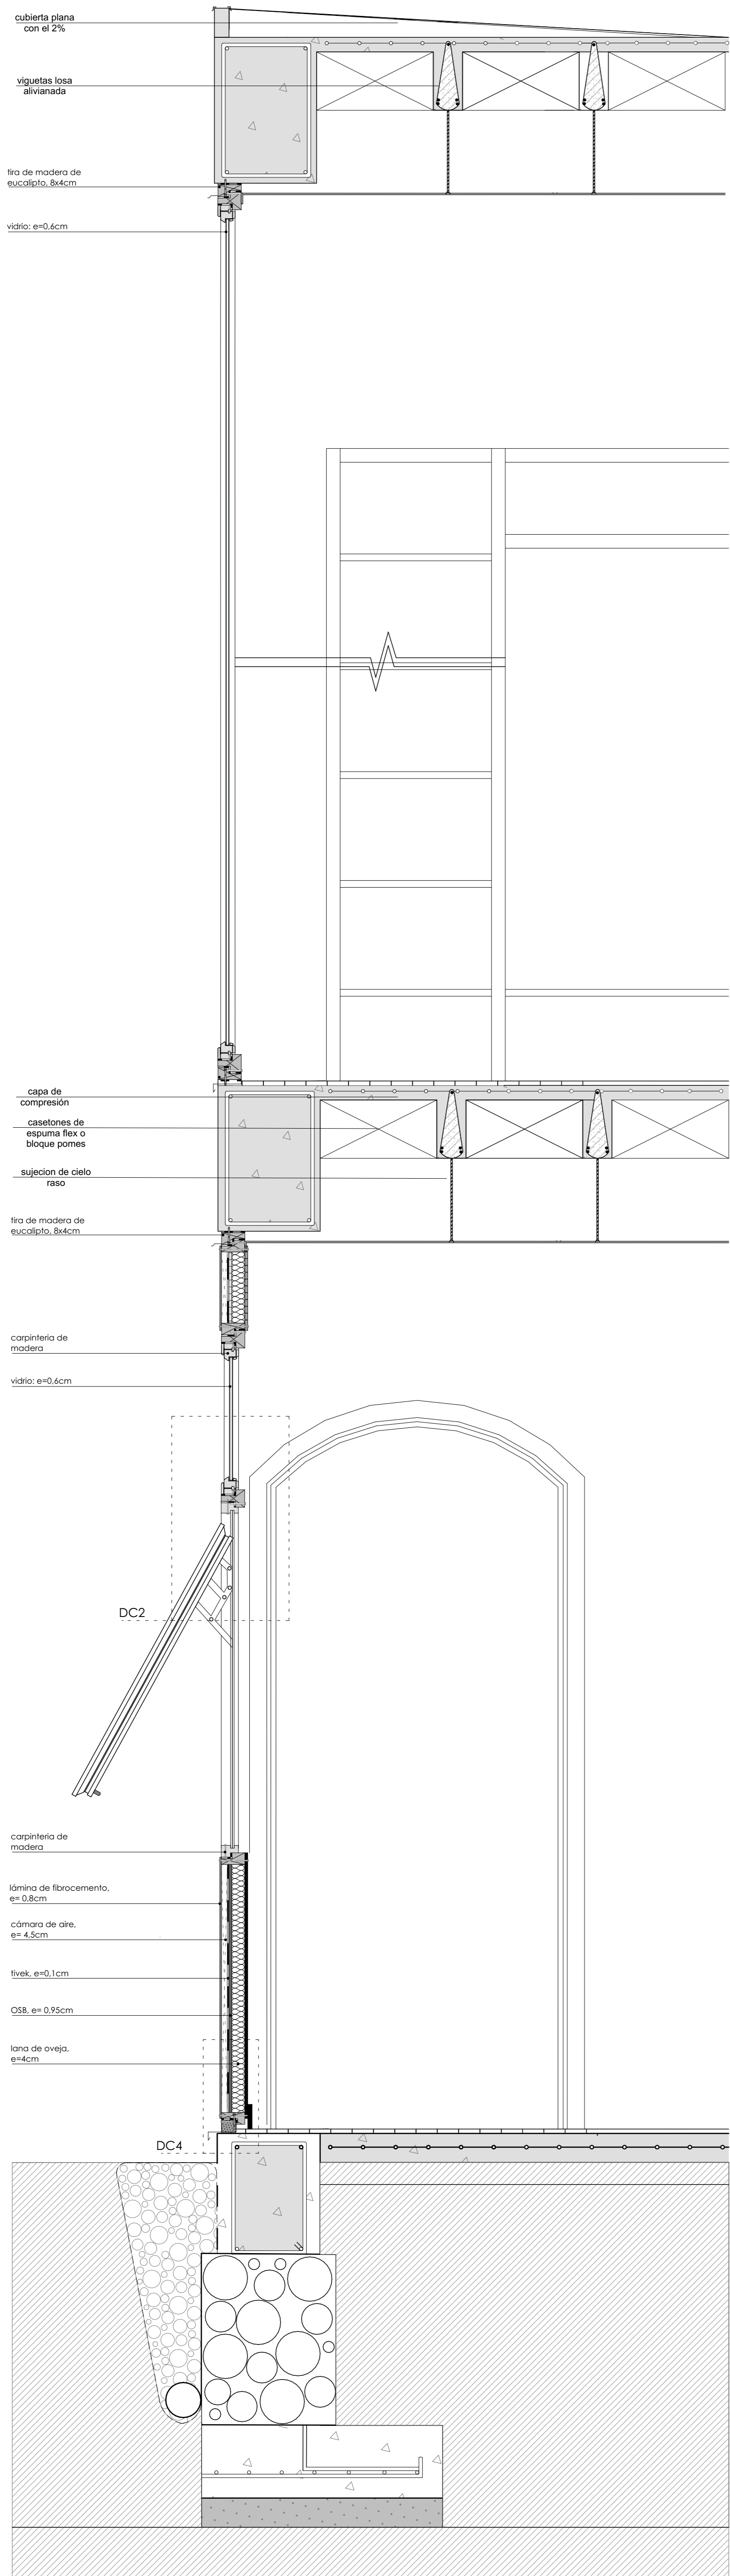 cubierta plana
con el 2%
viguetas losa
alivianada
tira de madera de
eucalipto, 8x4cm
vidrio: e=0,6cm
capa de
compresión
casetones de
espuma flex o
bloque pomes
sujecion de cielo
raso
tira de madera de
eucalipto, 8x4cm
carpinteria de
madera
vidrio: e=0,6cm
DC2
carpinteria de
madera
lámina de fibrocemento,
e= 0,8cm
cámara de aire,
e= 4,5cm
tivek, e=0,1cm
OSB, e= 0,95cm
lana de oveja,
e=4cm
DC4